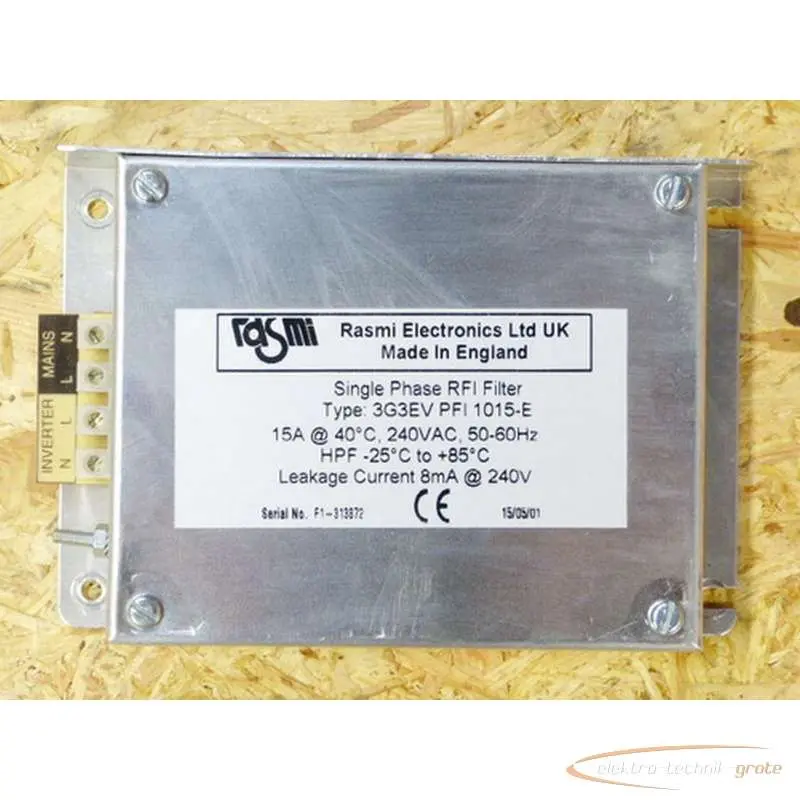 rasmi
Rasmi Electronics Ltd UK
Made In England
Single Phase RFI Filter
Type: 3G3EV PFI 1015-E
15A @ 40°C, 240VAC, 50-60Hz
HPF -25°C to +85°C
Leakage Current 8mA @ 240V
Serial No. F1-313872
CE
15/05/01
MAINS
N
L
INVERTER
L
N
elektro-technik-grote